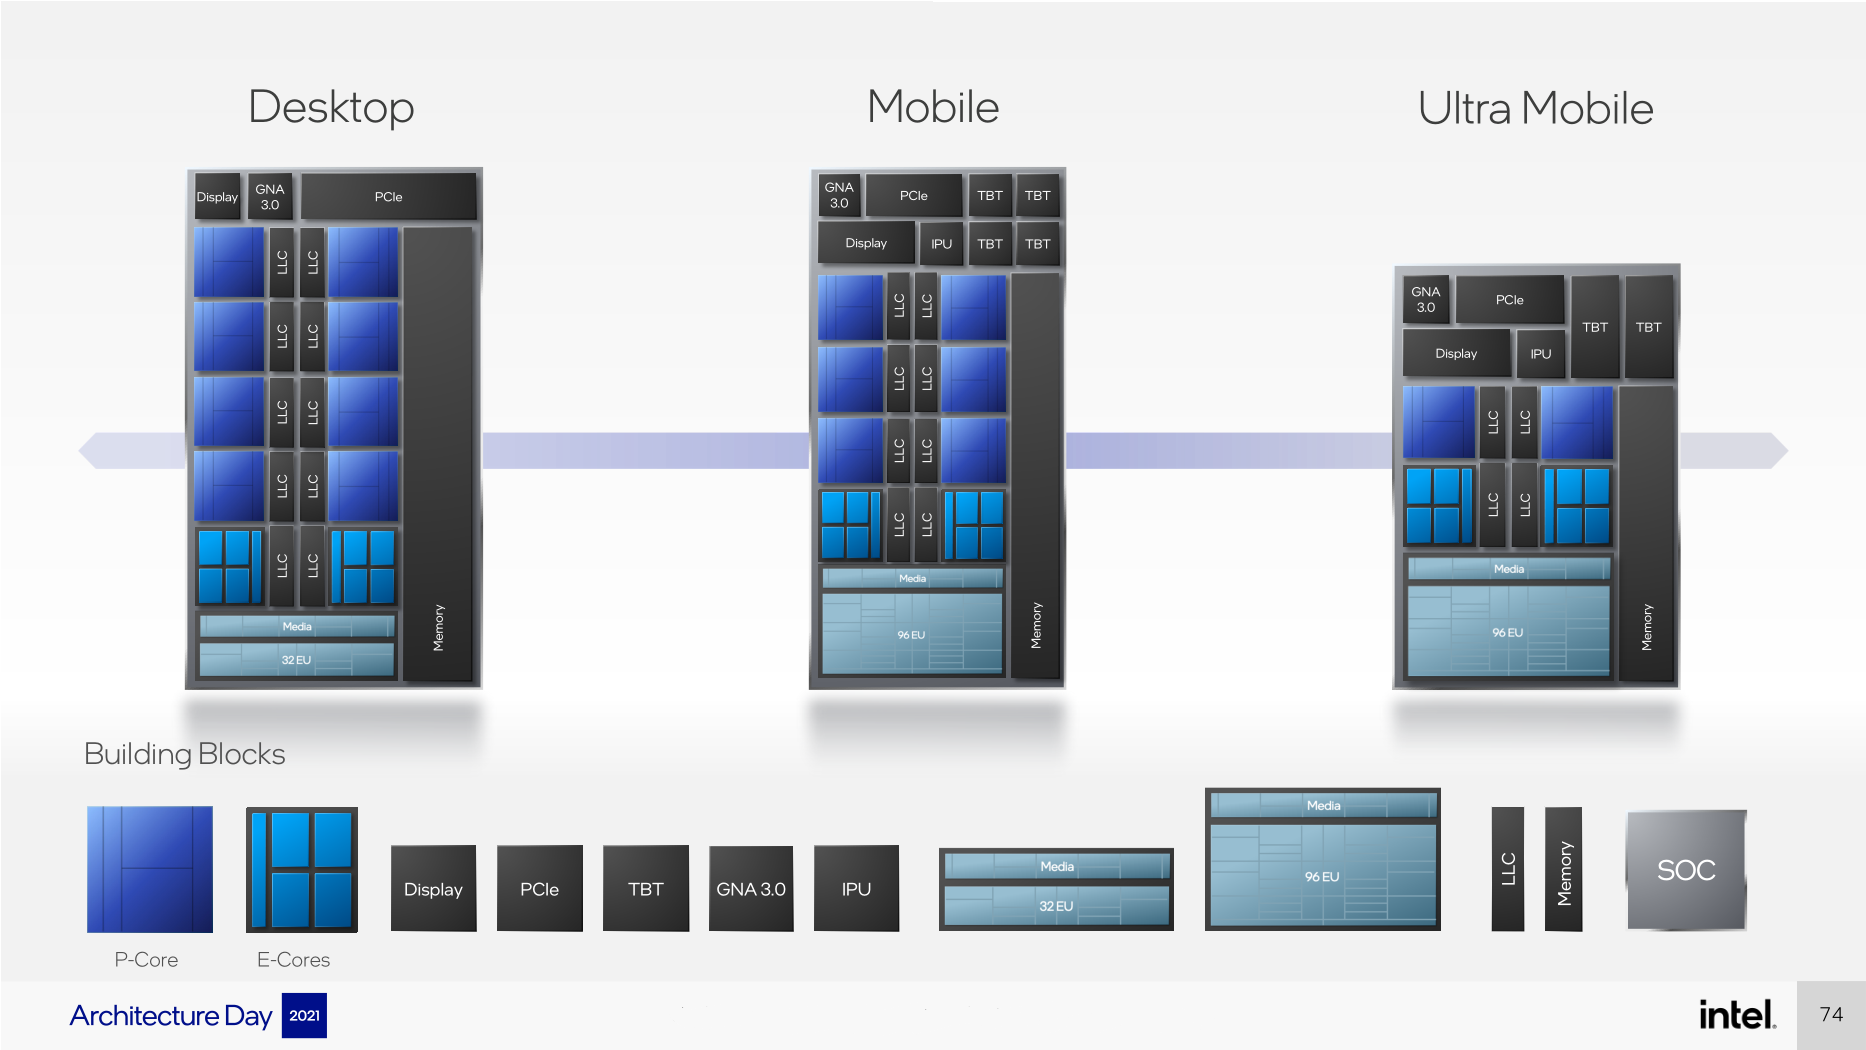 Desktop
Mobile
Ultra Mobile
Display
GNA
3.0
PCIe
LLC
LLC
LLC
LLC
LLC
LLC
LLC
LLC
LLC
LLC
Memory
Media
32 EU
GNA
3.0
PCIe
TBT
TBT
Display
IPU
TBT
TBT
LLC
LLC
LLC
LLC
LLC
LLC
LLC
LLC
Memory
Media
96 EU
GNA
3.0
PCIe
TBT
TBT
Display
IPU
LLC
LLC
LLC
LLC
Memory
Media
96 EU
Building Blocks
P-Core
E-Cores
Display
PCIe
TBT
GNA 3.0
IPU
Media
32 EU
Media
96 EU
LLC
Memory
SOC
Architecture Day 2021
intel.
74